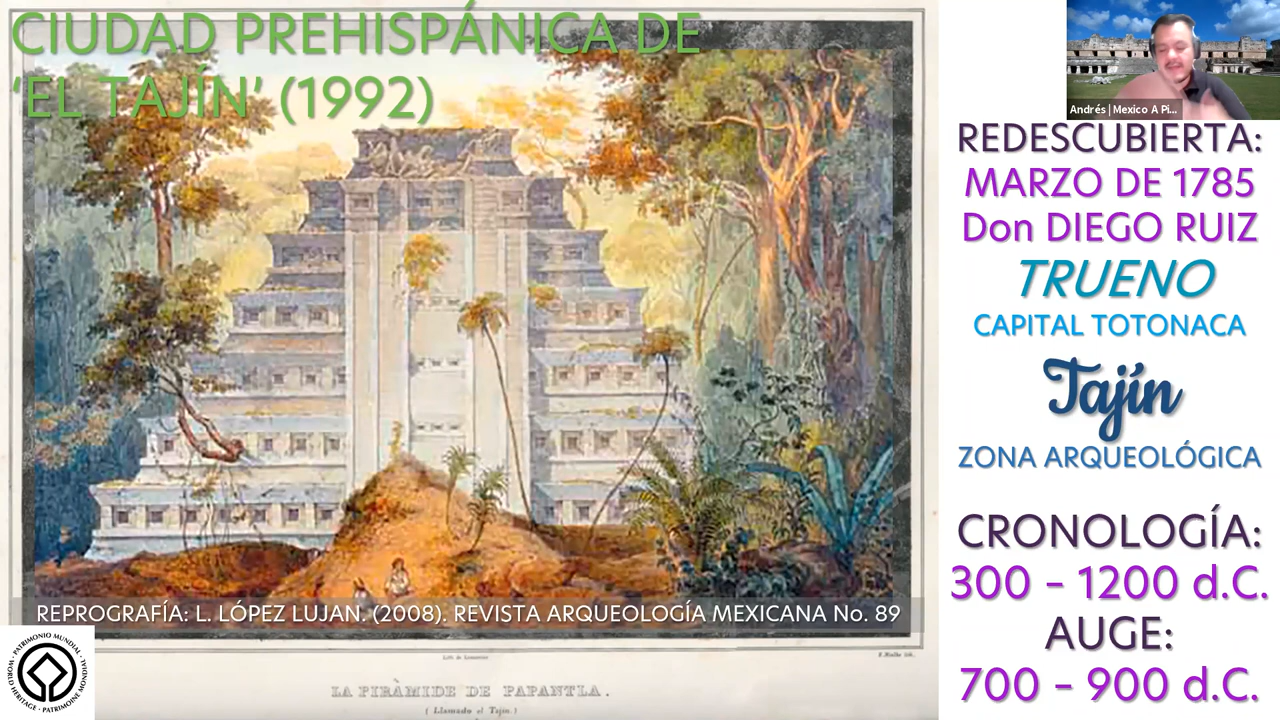 CIUDAD PREHISPÁNICA DE
'EL TAJÍN' (1992)
Andrés | Mexico A Pi...
REDESCUBIERTA:
MARZO DE 1785
Don DIEGO RUIZ
TRUENO
CAPITAL TOTONACA
Tajín
ZONA ARQUEOLÓGICA
CRONOLOGÍA:
300 - 1200 d.C.
AUGE:
700 - 900 d.C.
REPROGRAFÍA: L. LÓPEZ LUJAN. (2008). REVISTA ARQUEOLOGÍA MEXICANA No. 89
PATRIMONIO MUNDIAL
WORLD HERITAGE • PATRIMOINE MONDIAL
LA PIRÀMIDE DE PAPANTLA.
( Llamado el Tajin.)